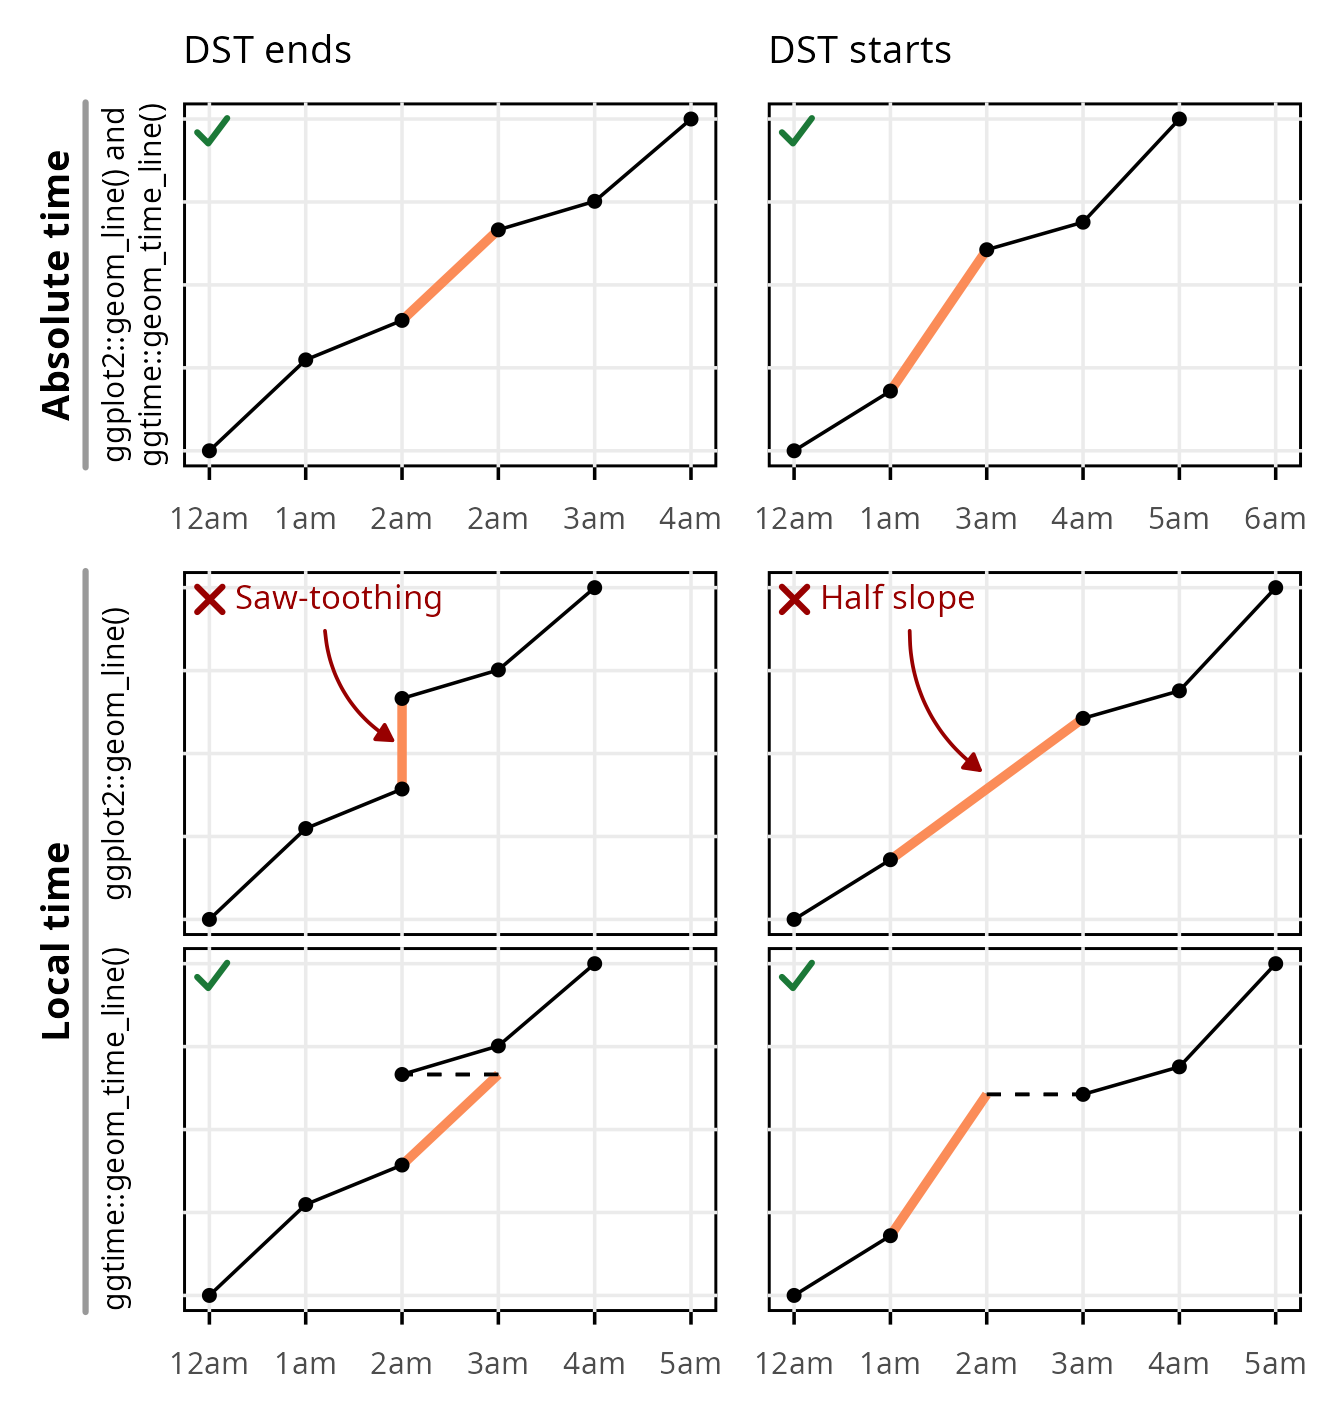 DST ends
DST starts
Absolute time
ggplot2::geom_line() and
ggtime::geom_time_line()
12am 1am 2am 2am 3am 4am
12am 1am 3am 4am 5am 6am
Local time
ggplot2::geom_line()
Saw-toothing
Half slope
ggtime::geom_time_line()
12am 1am 2am 3am 4am 5am
12am 1am 2am 3am 4am 5am